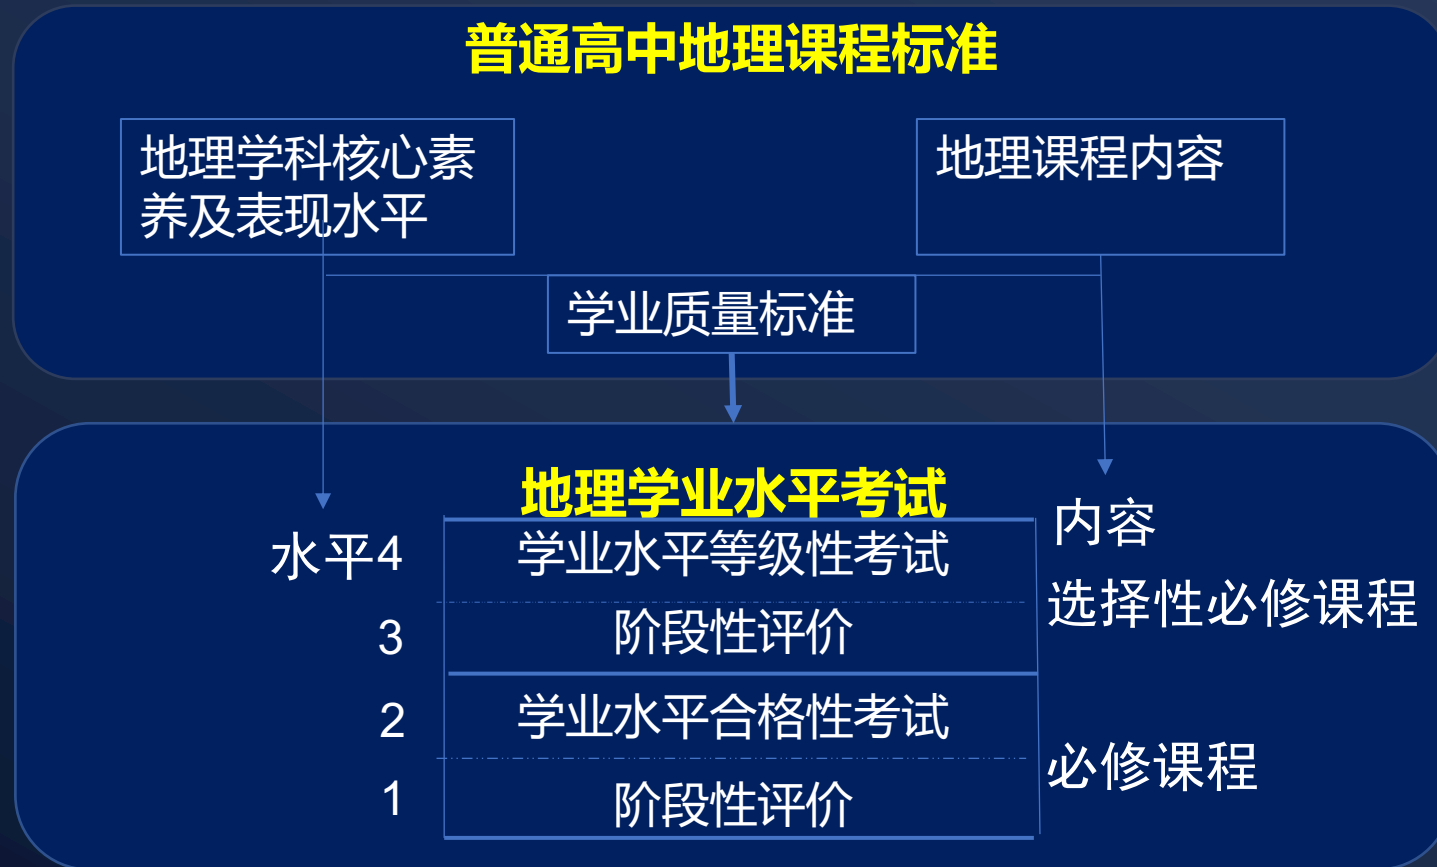 普通高中地理课程标准
地理学科核心素
养及表现水平
地理课程内容
学业质量标准
地理学业水平考试
内容
水平4
学业水平等级性考试
选择性必修课程
3
阶段性评价
2
学业水平合格性考试
必修课程
1
阶段性评价